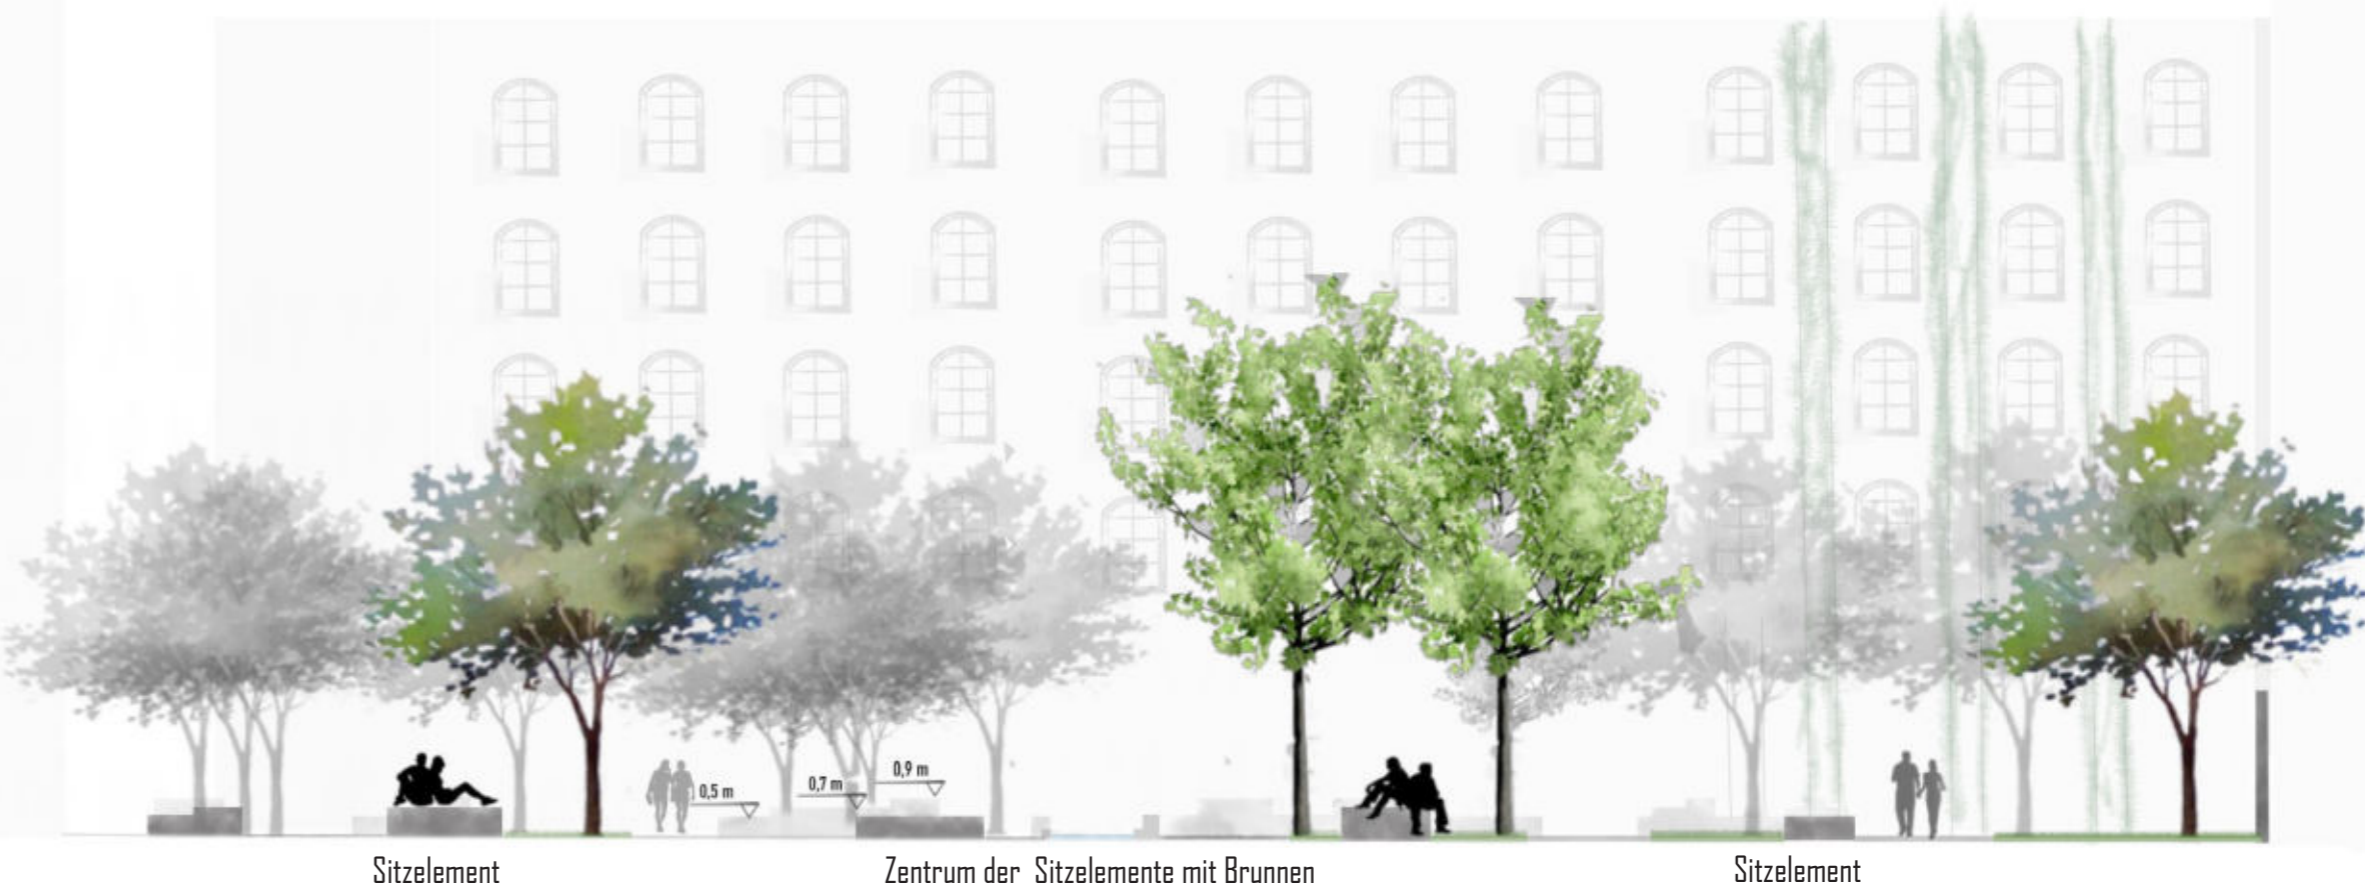 0,9 m
0,7 m
0,5 m
Sitzelement
Zentrum der Sitzelemente mit Brunnen
Sitzelement